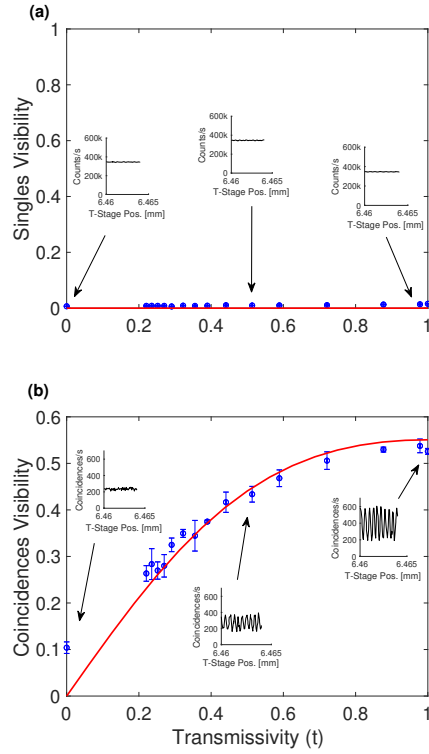 (a)
1
0.8
0.6
0.4
0.2
0
Singles Visibility
600k
400k
200k
0
Counts/s
6.46 6.465
T-Stage Pos. [mm]
600k
400k
200k
0
Counts/s
6.46 6.465
T-Stage Pos. [mm]
600k
400k
200k
0
Counts/s
6.46 6.465
T-Stage Pos. [mm]
0 0.2 0.4 0.6 0.8 1
(b)
0.6
0.5
0.4
0.3
0.2
0.1
0
Coincidences Visibility
600
400
200
0
Coincidences/s
6.46 6.465
T-Stage Pos. [mm]
600
400
200
0
Coincidences/s
6.46 6.465
T-Stage Pos. [mm]
600
400
200
0
Coincidences/s
6.46 6.465
T-Stage Pos. [mm]
0 0.2 0.4 0.6 0.8 1
Transmissivity (t)